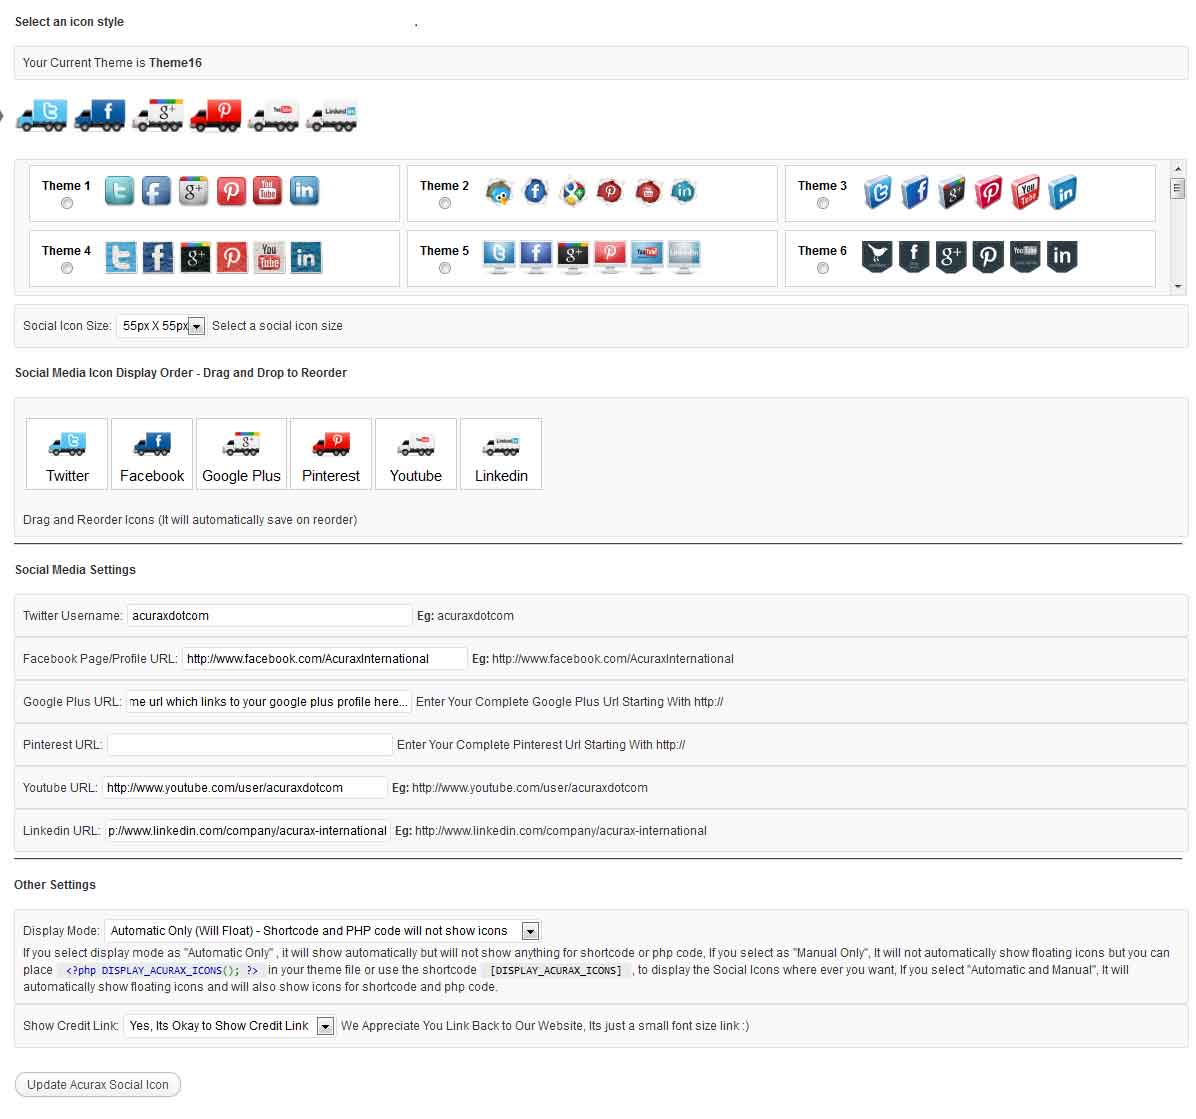 Select an icon style .
Your Current Theme is Theme16
Theme 1
Theme 2
Theme 3
Theme 4
Theme 5
Theme 6
Social Icon Size: 55px X 55px Select a social icon size
Social Media Icon Display Order - Drag and Drop to Reorder
Twitter Facebook Google Plus Pinterest Youtube Linkedin
Drag and Reorder Icons (It will automatically save on reorder)
Social Media Settings
Twitter Username: acuraxdotcom Eg: acuraxdotcom
Facebook Page/Profile URL: http://www.facebook.com/AcuraxInternational Eg: http://www.facebook.com/AcuraxInternational
Google Plus URL: me url which links to your google plus profile here... Enter Your Complete Google Plus Url Starting With http://
Pinterest URL: Enter Your Complete Pinterest Url Starting With http://
Youtube URL: http://www.youtube.com/user/acuraxdotcom Eg: http://www.youtube.com/user/acuraxdotcom
Linkedin URL: p://www.linkedin.com/company/acurax-international Eg: http://www.linkedin.com/company/acurax-international
Other Settings
Display Mode: Automatic Only (Will Float) - Shortcode and PHP code will not show icons
If you select display mode as "Automatic Only" , it will show automatically but will not show anything for shortcode or php code, If you select as "Manual Only", It will not automatically show floating icons but you can
place <?php DISPLAY_ACURAX_ICONS(); ?> in your theme file or use the shortcode [DISPLAY_ACURAX_ICONS] , to display the Social Icons where ever you want, If you select "Automatic and Manual", It will
automatically show floating icons and will also show icons for shortcode and php code.
Show Credit Link: Yes, Its Okay to Show Credit Link We Appreciate You Link Back to Our Website, Its just a small font size link :)
Update Acurax Social Icon